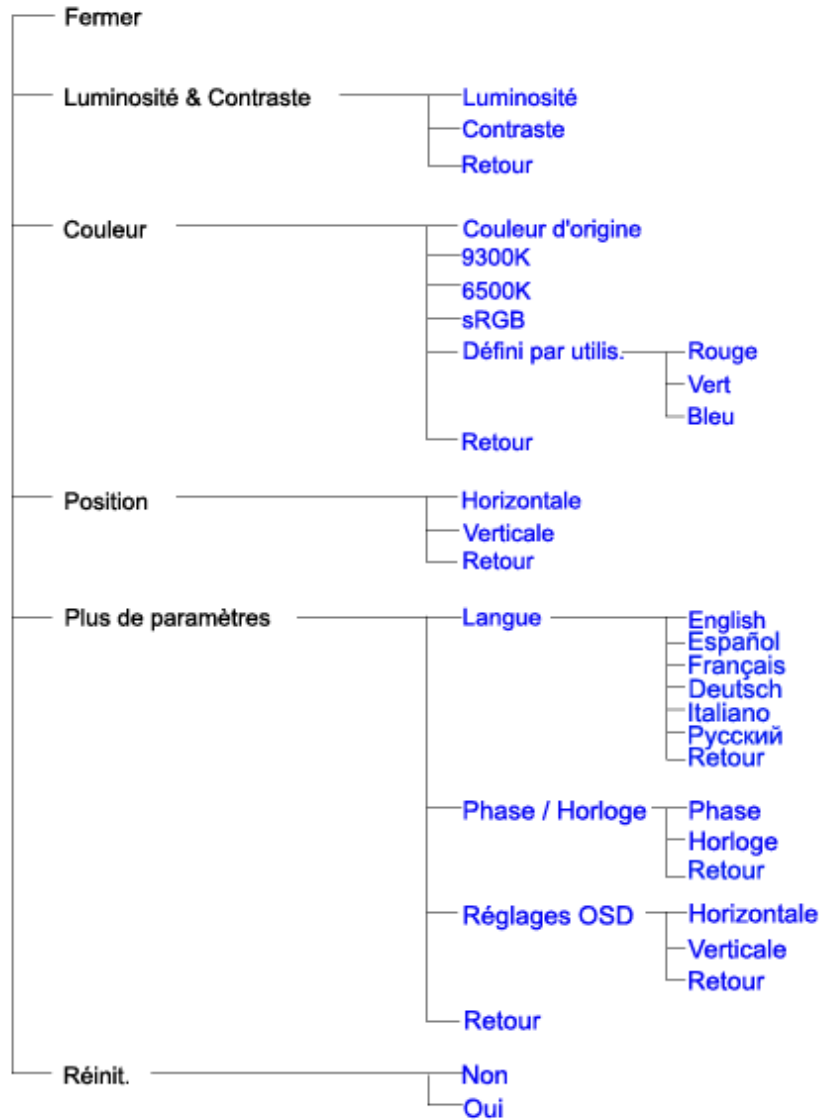 Fermer
Luminosité & Contraste
Luminosité
Contraste
Retour
Couleur
Couleur d'origine
9300K
6500K
sRGB
Défini par utilis.
Rouge
Vert
Bleu
Retour
Position
Horizontale
Verticale
Retour
Plus de paramètres
Langue
English
Español
Français
Deutsch
Italiano
Русский
Retour
Phase / Horloge
Phase
Horloge
Retour
Réglages OSD
Horizontale
Verticale
Retour
Retour
Réinit.
Non
Oui